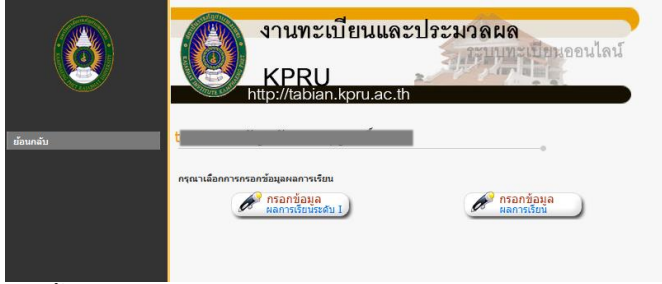 งานทะเบียนและประมวลผล
ระบบทะเบียนออนไลน์
KPRU
http://tabian.kpru.ac.th
ย้อนกลับ
กรุณาเลือกการกรอกข้อมูลผลการเรียน
กรอกข้อมูล
ผลการเรียนระดับ I
กรอกข้อมูล
ผลการเรียน